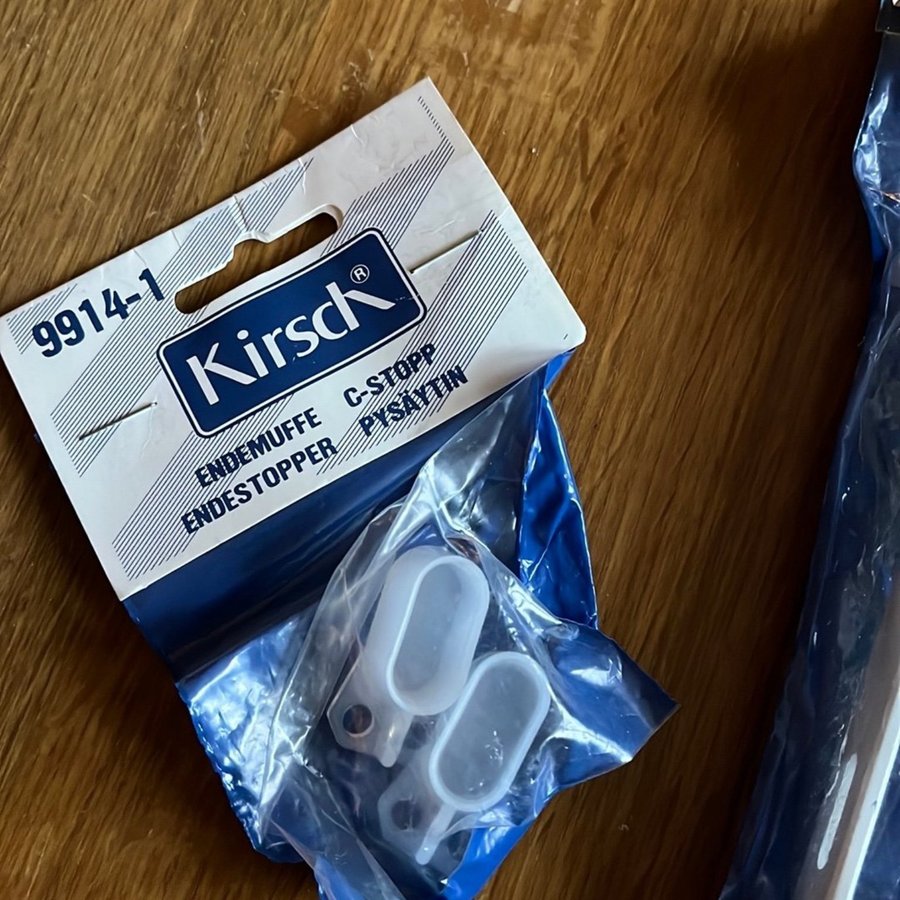 9914-1
Kirsch®
ENDEMUFFE C-STOPP
ENDESTOPPER PYSÄYTIN